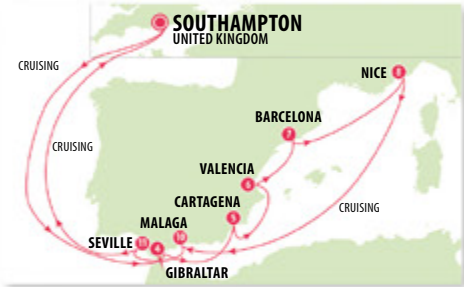 SOUTHAMPTON
UNITED KINGDOM
CRUISING
NICE
8
BARCELONA
7
CRUISING
VALENCIA
6
CARTAGENA
5
CRUISING
MALAGA
10
SEVILLE
11
4
GIBRALTAR